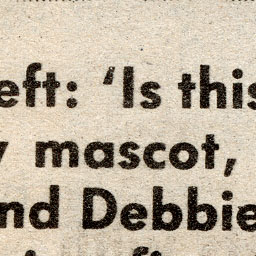 eft: ‘Is this
y mascot,
nd Debbie